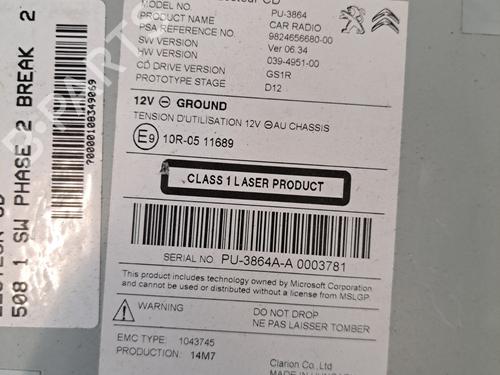 CD
MODEL NO. PU-3864
PRODUCT NAME CAR RADIO
PSA REFERENCE NO. 9824656680-00
SW VERSION Ver 06.34
HW VERSION 039-4951-00
CD DRIVE VERSION GS1R
PROTOTYPE STAGE D12
12V ⊖ GROUND
TENSION D'UTILISATION 12V ⊖ AU CHASSIS
E9 10R-05 11689
CLASS 1 LASER PRODUCT
SERIAL NO PU-3864A-A 0003781
This product includes technology owned by Microsoft Corporation
and cannot be used or distributed without a license from MSLGP.
WARNING
DO NOT DROP
NE PAS LAISSER TOMBER
EMC TYPE: 1043745
PRODUCTION: 14M7
Clarion Co., Ltd
508 1 SW PHASE 2 BREAK 2
70000108349069
B-PARTS